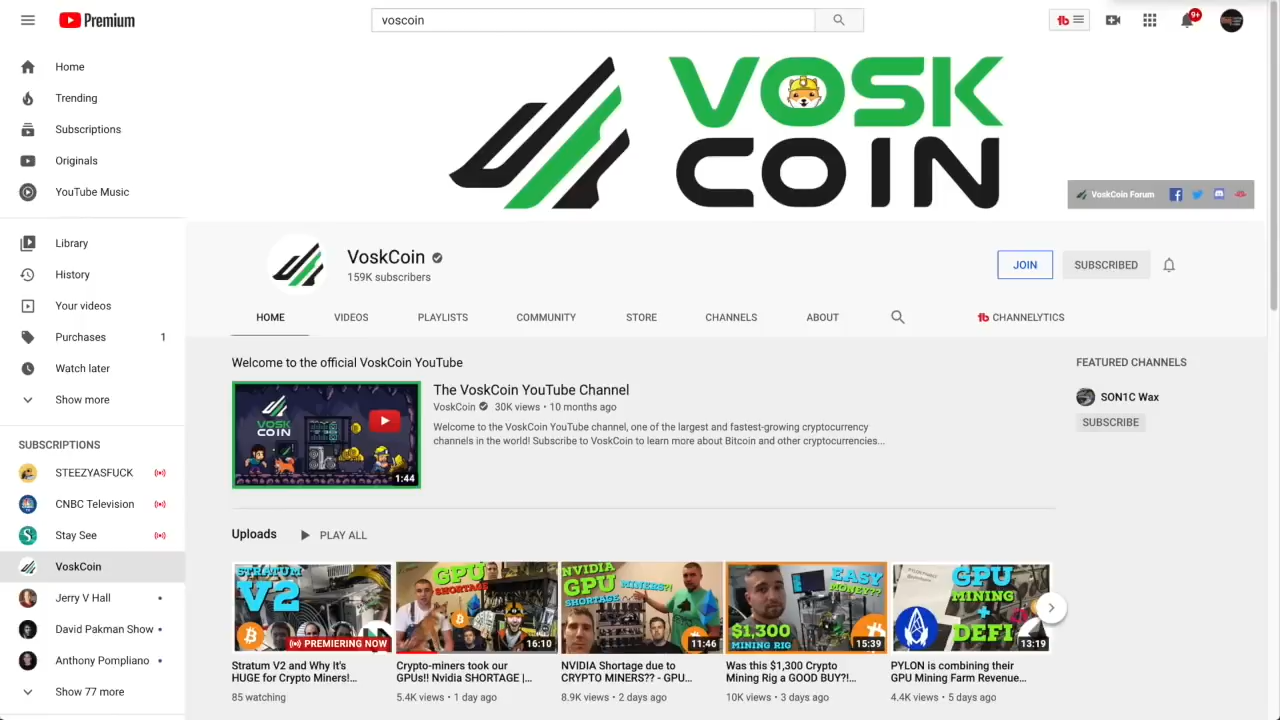 Premium
voscoin
9+
Home
Trending
Subscriptions
Originals
YouTube Music
Library
History
Your videos
Purchases 1
Watch later
Show more
SUBSCRIPTIONS
STEEZYASFUCK
CNBC Television
Stay See
VoskCoin
Jerry V Hall
David Pakman Show
Anthony Pompliano
Show 77 more
VOSK
COIN
VoskCoin Forum
VoskCoin
159K subscribers
JOIN SUBSCRIBED
HOME VIDEOS PLAYLISTS COMMUNITY STORE CHANNELS ABOUT tb CHANNELYTICS
Welcome to the official VoskCoin YouTube
VOSK
COIN
1:44
The VoskCoin YouTube Channel
VoskCoin 30K views • 10 months ago
Welcome to the VoskCoin YouTube channel, one of the largest and fastest-growing cryptocurrency
channels in the world! Subscribe to VoskCoin to learn more about Bitcoin and other cryptocurrencies...
FEATURED CHANNELS
SON1C Wax
SUBSCRIBE
Uploads PLAY ALL
STRATUM
V2
PREMIERING NOW
Stratum V2 and Why It's
HUGE for Crypto Miners!...
85 watching
GPU
SHORTAGE
16:10
Crypto-miners took our
GPUs!! Nvidia SHORTAGE |...
5.4K views • 1 day ago
NVIDIA
GPU MINERS?!
SHORTAGE
11:46
NVIDIA Shortage due to
CRYPTO MINERS?? - GPU...
8.9K views • 2 days ago
EASY
MONEY??
$1,300
MINING RIG
15:39
Was this $1,300 Crypto
Mining Rig a GOOD BUY?!...
10K views • 3 days ago
GPU
MINING
+
DEFI
13:19
PYLON is combining their
GPU Mining Farm Revenue...
4.4K views • 5 days ago